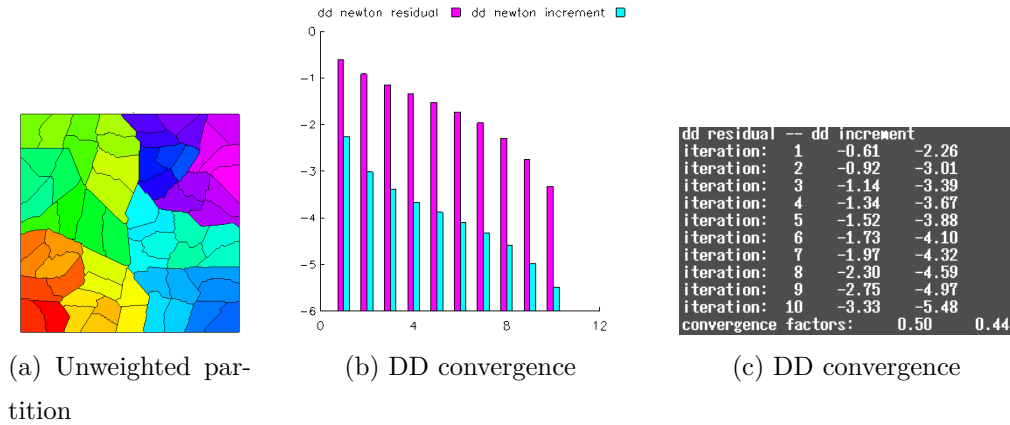 dd newton residual dd newton increment
0
-1
-2
-3
-4
-5
-6
0 4 8 12
dd residual -- dd increment
iteration: 1 -0.61 -2.26
iteration: 2 -0.92 -3.01
iteration: 3 -1.14 -3.39
iteration: 4 -1.34 -3.67
iteration: 5 -1.52 -3.88
iteration: 6 -1.73 -4.10
iteration: 7 -1.97 -4.32
iteration: 8 -2.30 -4.59
iteration: 9 -2.75 -4.97
iteration: 10 -3.33 -5.48
convergence factors: 0.50 0.44
(a) Unweighted par-
tition
(b) DD convergence
(c) DD convergence